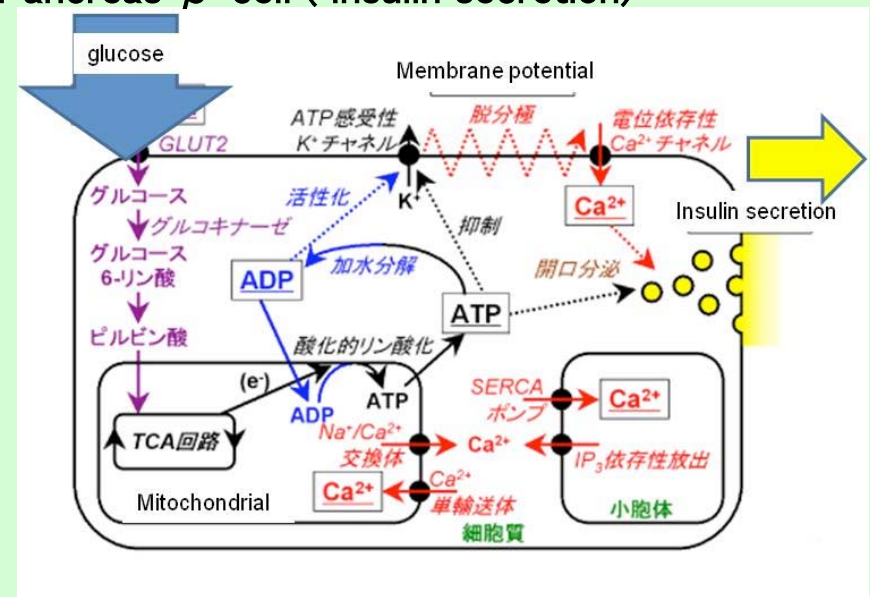 Pancreas β cell ( insulin secretion)
glucose
Membrane potential
GLUT2
ATP感受性
K⁺チャネル
脱分極
電位依存性
Ca²⁺チャネル
グルコース
グルコキナーゼ
活性化
K⁺
抑制
Ca²⁺
Insulin secretion
グルコース
6-リン酸
ADP
加水分解
ATP
開口分泌
ピルビン酸
酸化的リン酸化
(e⁻)
ADP
ATP
SERCA
ポンプ
Ca²⁺
TCA回路
Na⁺/Ca²⁺
交換体
Ca²⁺
IP₃依存性放出
Mitochondrial
Ca²⁺
Ca²⁺
単輸送体
小胞体
細胞質